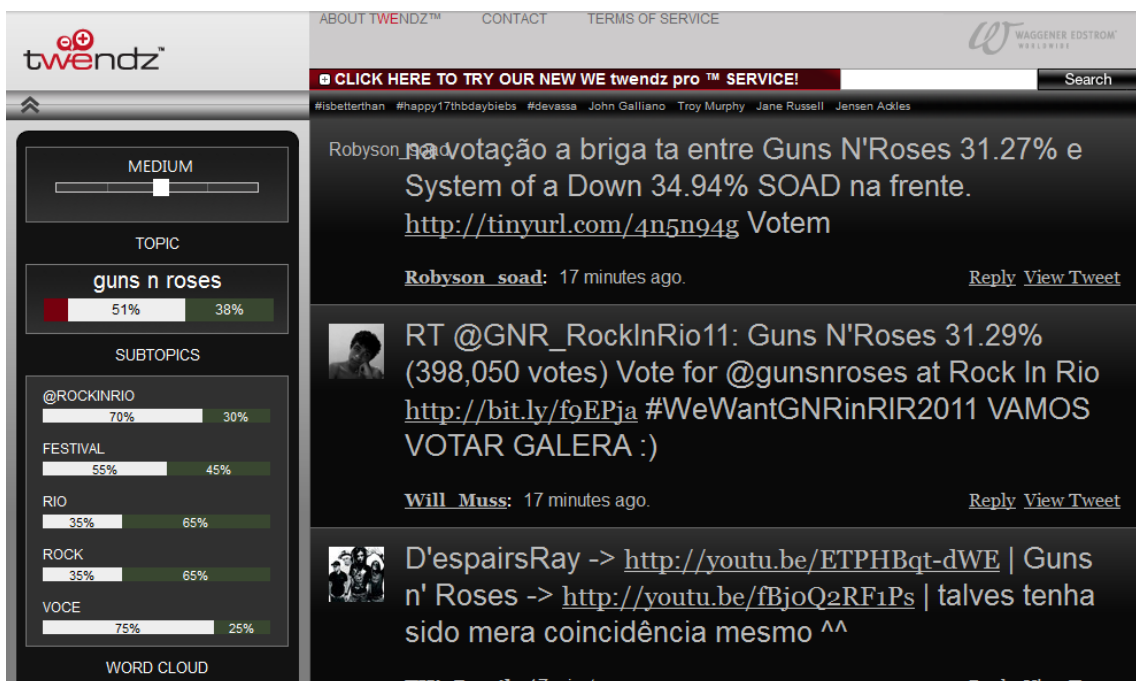 twendz™
ABOUT TWENDZ™ CONTACT TERMS OF SERVICE
WAGGENER EDSTROM
WORLDWIDE
CLICK HERE TO TRY OUR NEW WE twendz pro ™ SERVICE!
Search
#isbetterthan #happy17thbdaybiebs #devassa John Galliano Troy Murphy Jane Russell Jensen Ackles
MEDIUM
TOPIC
guns n roses
51% 38%
SUBTOPICS
@ROCKINRIO
70% 30%
FESTIVAL
55% 45%
RIO
35% 65%
ROCK
35% 65%
VOCE
75% 25%
WORD CLOUD
Robyson_soad
na votação a briga ta entre Guns N'Roses 31.27% e
System of a Down 34.94% SOAD na frente.
http://tinyurl.com/4n5n94g Votem
Robyson_soad: 17 minutes ago.
Reply View Tweet
RT @GNR_RockInRio11: Guns N'Roses 31.29%
(398,050 votes) Vote for @gunsnroses at Rock In Rio
http://bit.ly/f9EPja #WeWantGNRinRIR2011 VAMOS
VOTAR GALERA :)
Will_Muss: 17 minutes ago.
Reply View Tweet
D'espairsRay -> http://youtu.be/ETPHBqt-dWE | Guns
n' Roses -> http://youtu.be/fBj0Q2RF1Ps | talves tenha
sido mera coincidência mesmo ^^